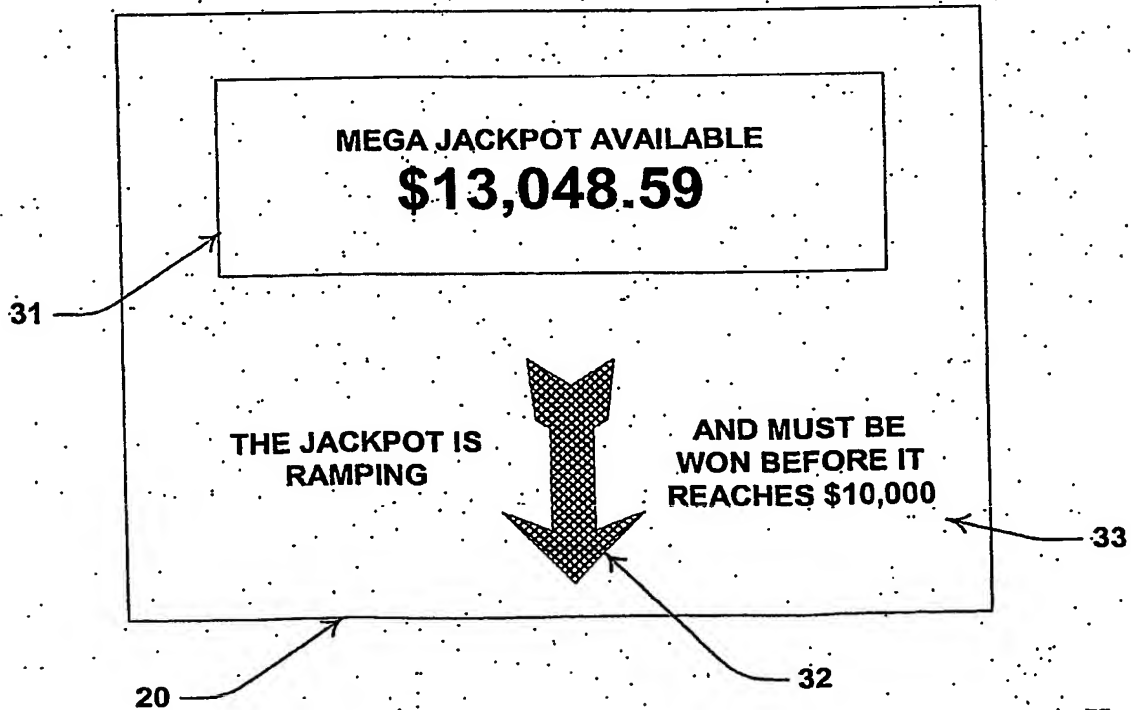 MEGA JACKPOT AVAILABLE
$13,048.59
31
THE JACKPOT IS
RAMPING
AND MUST BE
WON BEFORE IT
REACHES $10,000
33
32
20